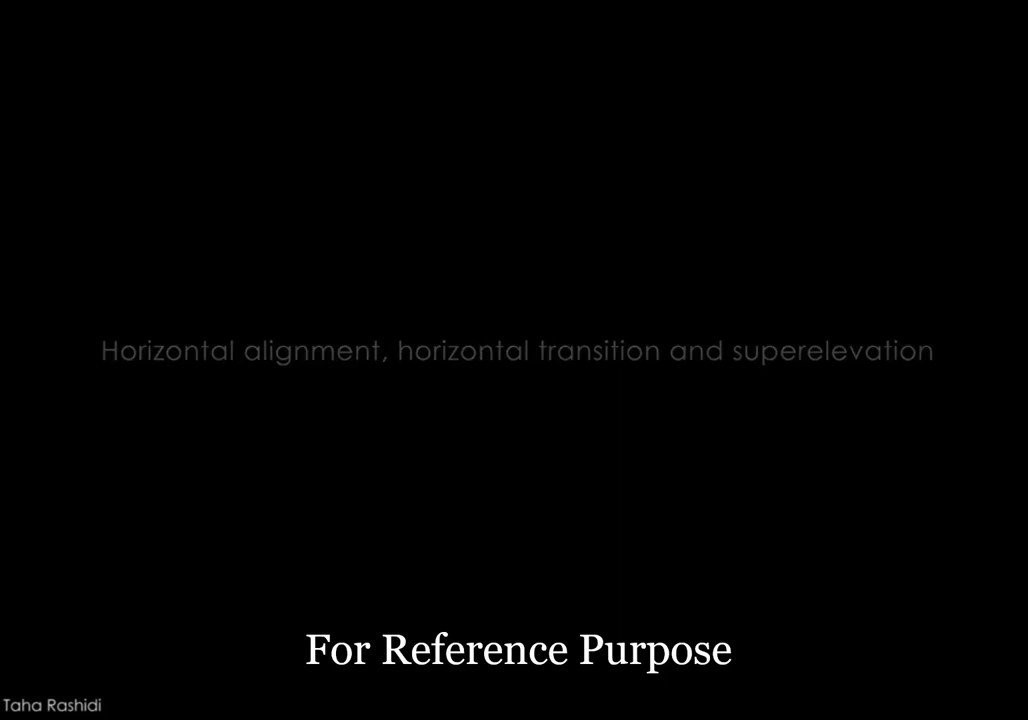 Horizontal alignment, horizontal transition and superelevation
For Reference Purpose
Taha Rashidi